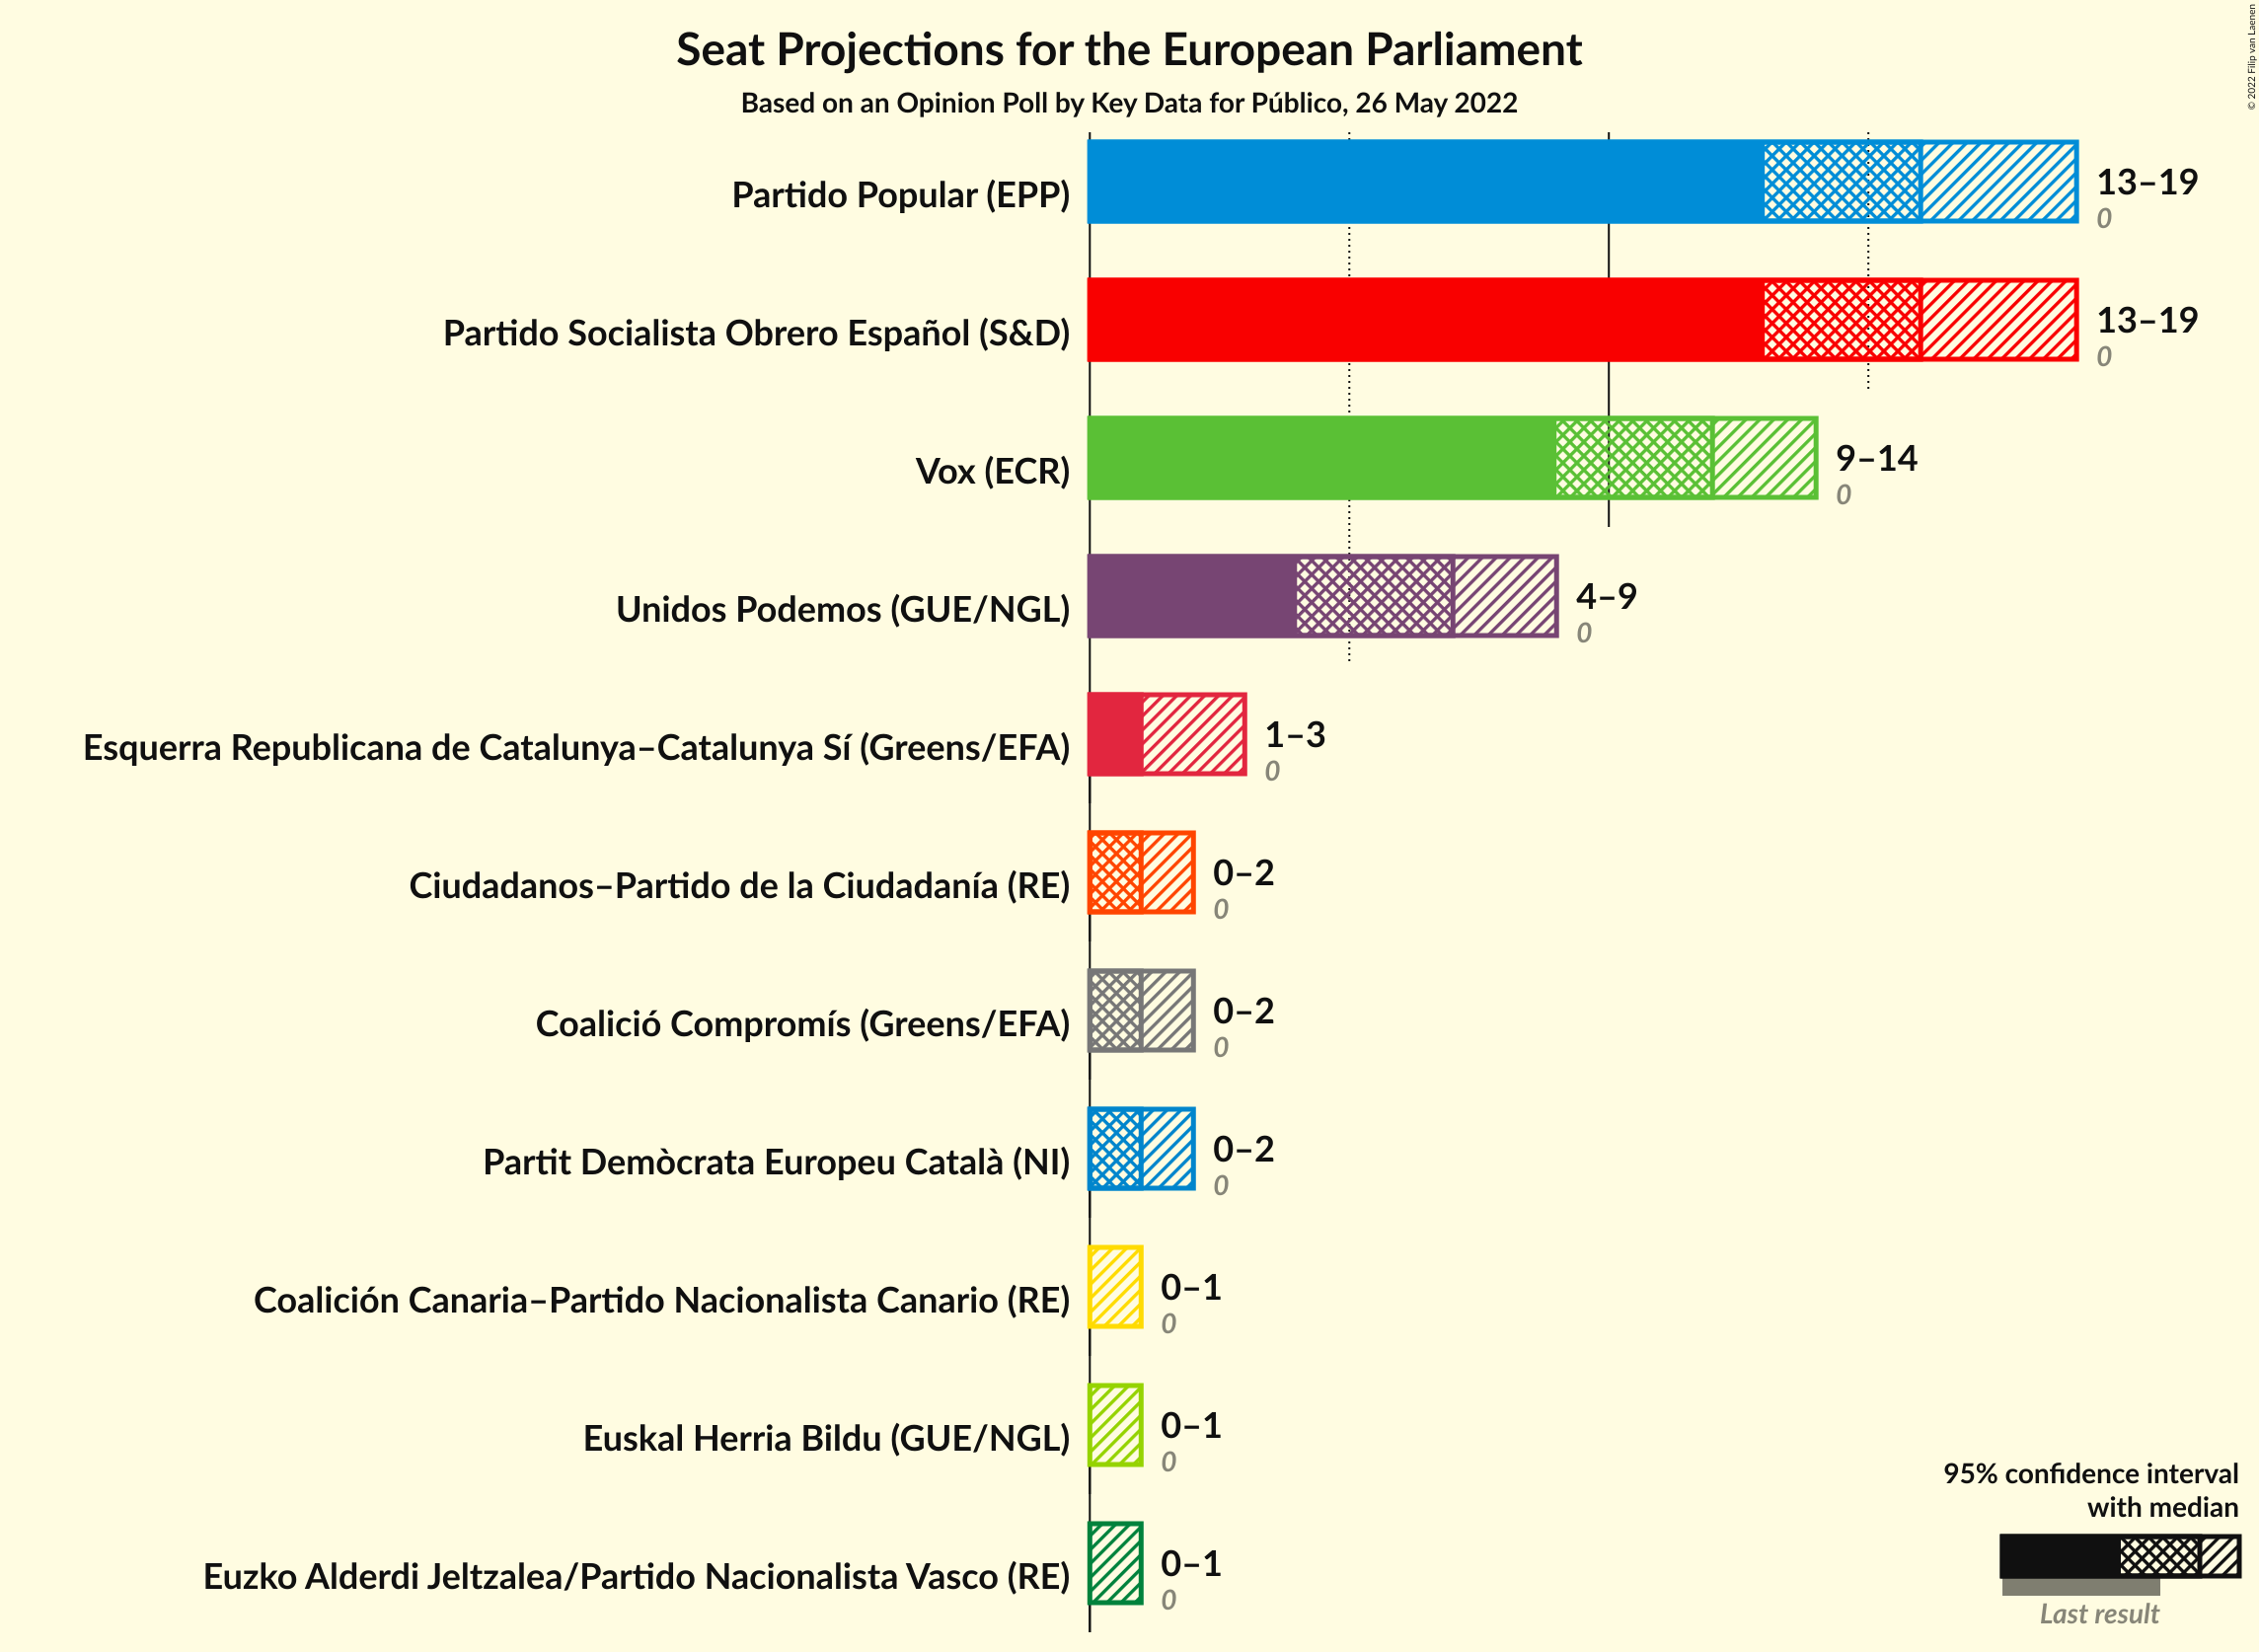 Seat Projections for the European Parliament
Based on an Opinion Poll by Key Data for Público, 26 May 2022
© 2022 Filip van Laenen
Partido Popular (EPP)
13–19
0
Partido Socialista Obrero Español (S&D)
13–19
0
Vox (ECR)
9–14
0
Unidos Podemos (GUE/NGL)
4–9
0
Esquerra Republicana de Catalunya–Catalunya Sí (Greens/EFA)
1–3
0
Ciudadanos–Partido de la Ciudadanía (RE)
0–2
0
Coalició Compromís (Greens/EFA)
0–2
0
Partit Demòcrata Europeu Català (NI)
0–2
0
Coalición Canaria–Partido Nacionalista Canario (RE)
0–1
0
Euskal Herria Bildu (GUE/NGL)
0–1
0
Euzko Alderdi Jeltzalea/Partido Nacionalista Vasco (RE)
0–1
0
95% confidence interval
with median
Last result